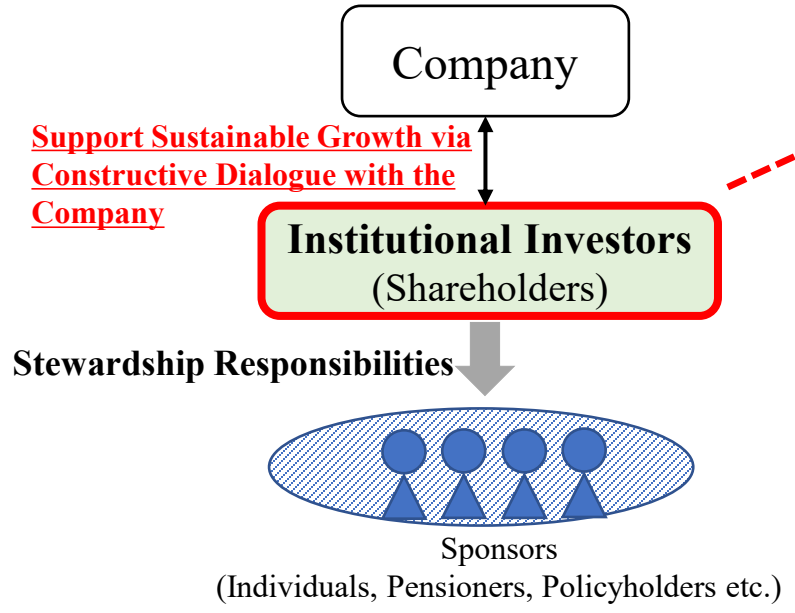 Company
Support Sustainable Growth via
Constructive Dialogue with the
Company
Institutional Investors
(Shareholders)
Stewardship Responsibilities
Sponsors
(Individuals, Pensioners, Policyholders etc.)